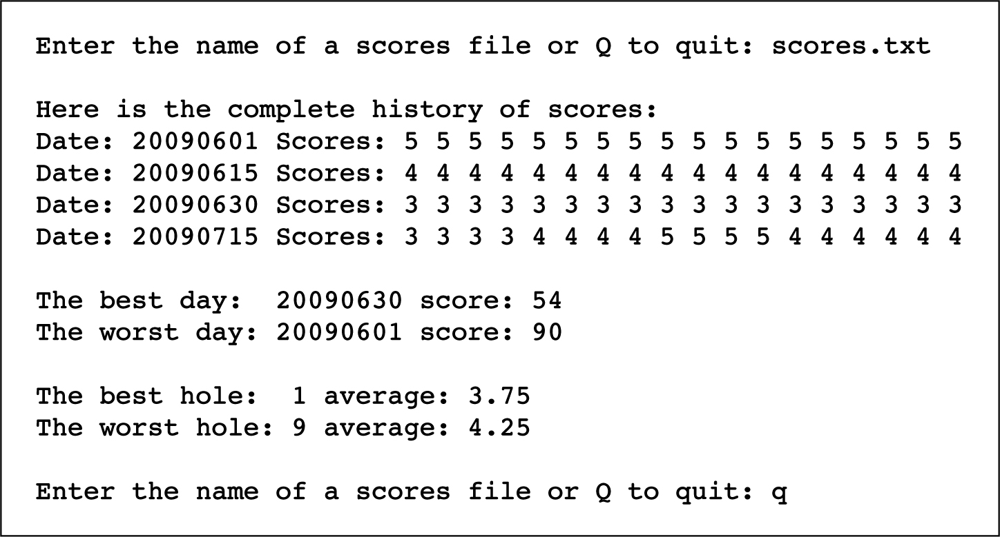 Enter the name of a scores file or Q to quit: scores.txt
Here is the complete history of scores:
Date: 20090601 Scores: 5 5 5 5 5 5 5 5 5 5 5 5 5 5 5 5 5 5
Date: 20090615 Scores: 4 4 4 4 4 4 4 4 4 4 4 4 4 4 4 4 4 4
Date: 20090630 Scores: 3 3 3 3 3 3 3 3 3 3 3 3 3 3 3 3 3 3
Date: 20090715 Scores: 3 3 3 3 4 4 4 4 5 5 5 5 4 4 4 4 4 4
The best day:  20090630 score: 54
The worst day: 20090601 score: 90
The best hole:  1 average: 3.75
The worst hole: 9 average: 4.25
Enter the name of a scores file or Q to quit: q